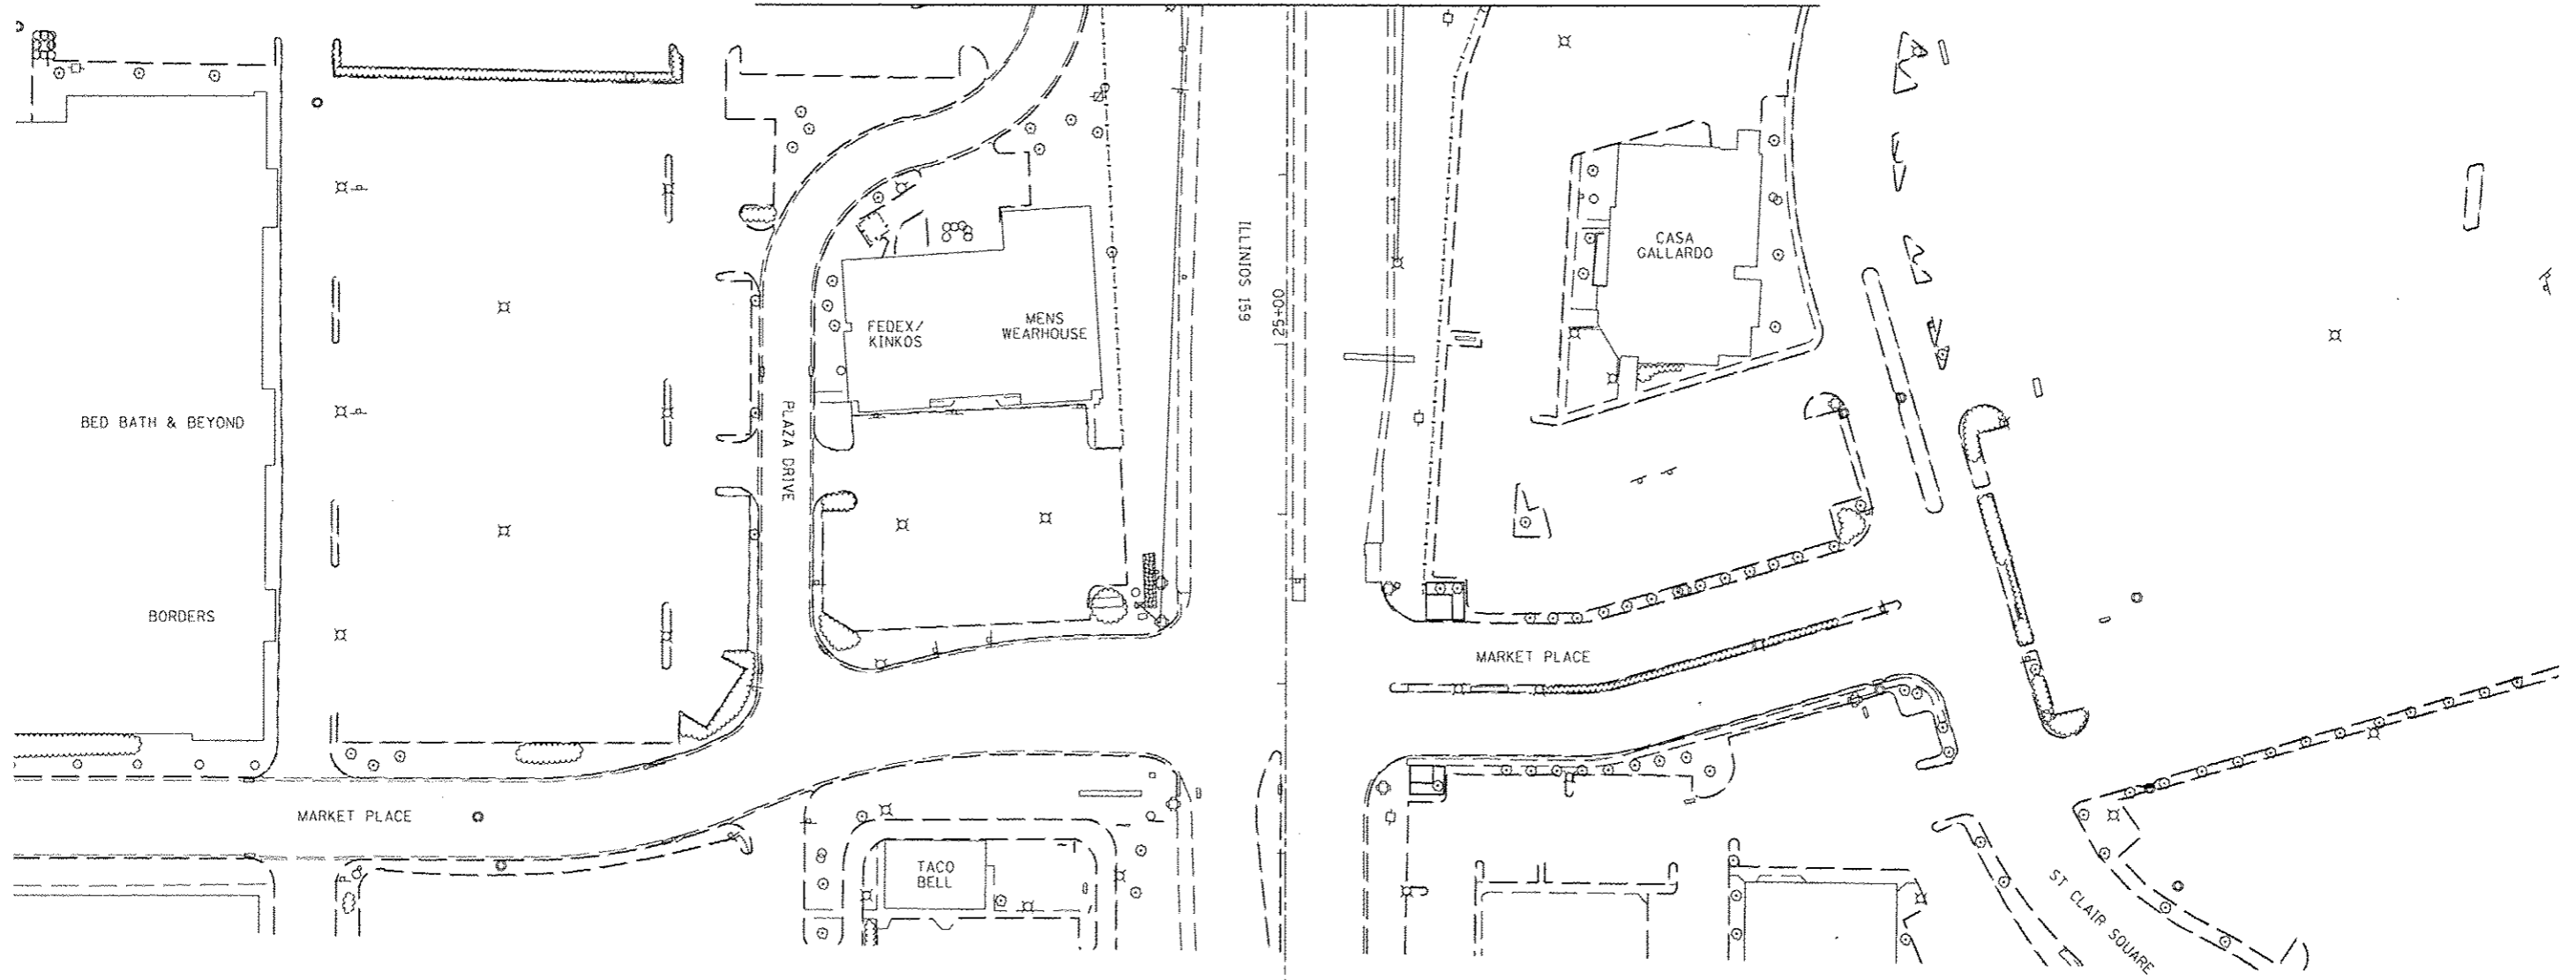 BED BATH & BEYOND
BORDERS
MARKET PLACE
FEDEX/
KINKOS
MENS
WEARHOUSE
PLAZA DRIVE
TACO
BELL
ILLINIOS 159
25+00
CASA
GALLARDO
MARKET PLACE
ST CLAIR SQUARE